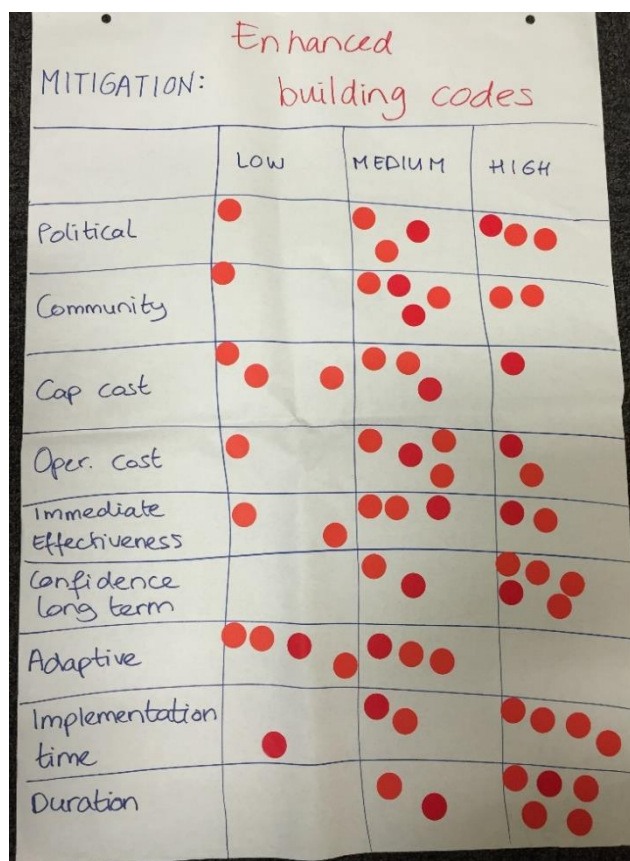 Enhanced
MITIGATION: building codes
LOW MEDIUM HIGH
Political
Community
Cap cost
Oper. cost
Immediate
Effectiveness
Confidence
long term
Adaptive
Implementation
time
Duration